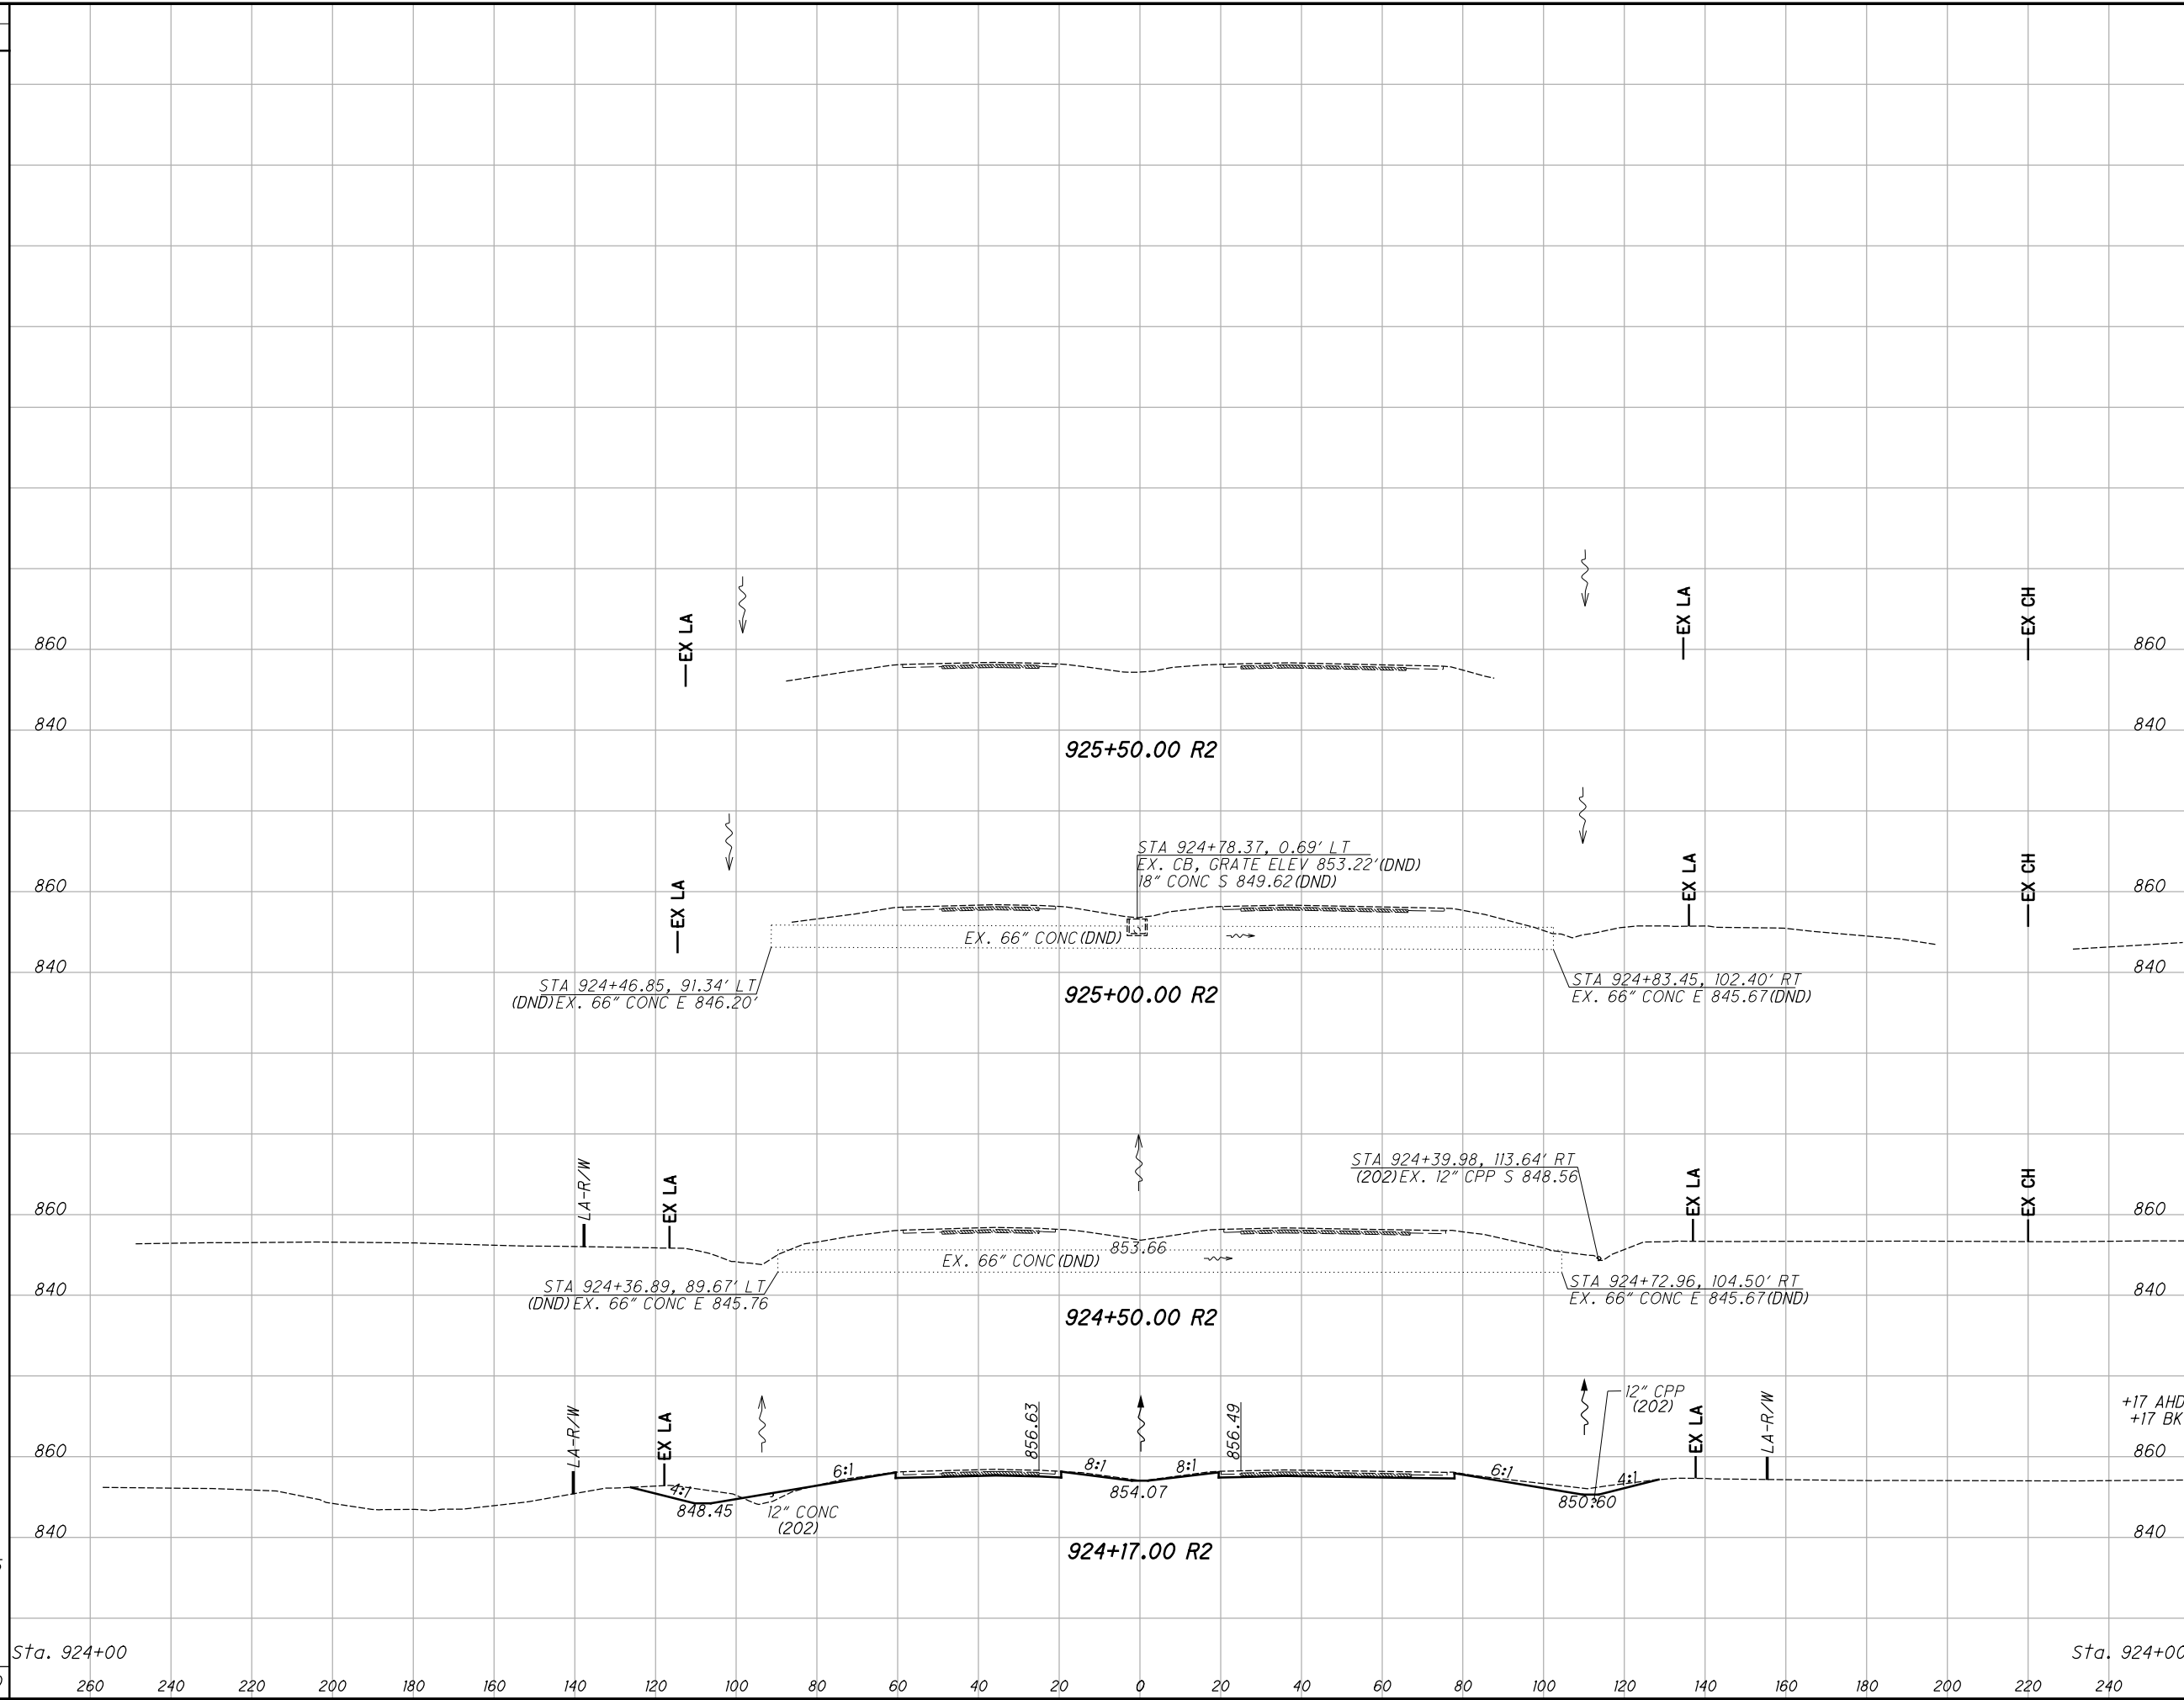 EX LA
EX LA
EX CH
860
860
840
840
925+50.00 R2
STA 924+78.37, 0.69' LT
EX. CB, GRATE ELEV 853.22'(DND)
18" CONC S 849.62(DND)
EX LA
EX LA
EX CH
860
860
EX. 66" CONC(DND)
840
840
STA 924+46.85, 91.34' LT
(DND)EX. 66" CONC E 846.20'
STA 924+83.45, 102.40' RT
EX. 66" CONC E 845.67(DND)
925+00.00 R2
LA-R/W
EX LA
STA 924+39.98, 113.64' RT
(202)EX. 12" CPP S 848.56
EX LA
EX CH
860
860
853.66
EX. 66" CONC(DND)
840
840
STA 924+36.89, 89.67' LT
(DND)EX. 66" CONC E 845.76
STA 924+72.96, 104.50' RT
EX. 66" CONC E 845.67(DND)
924+50.00 R2
LA-R/W
EX LA
856.63
856.49
12" CPP
(202)
EX LA
LA-R/W
+17 AHD
+17 BK
860
860
4:1
6:1
8:1
8:1
6:1
4:1
848.45
12" CONC
(202)
854.07
850.60
840
840
924+17.00 R2
Sta. 924+00
Sta. 924+00
260 240 220 200 180 160 140 120 100 80 60 40 20 0 20 40 60 80 100 120 140 160 180 200 220 240